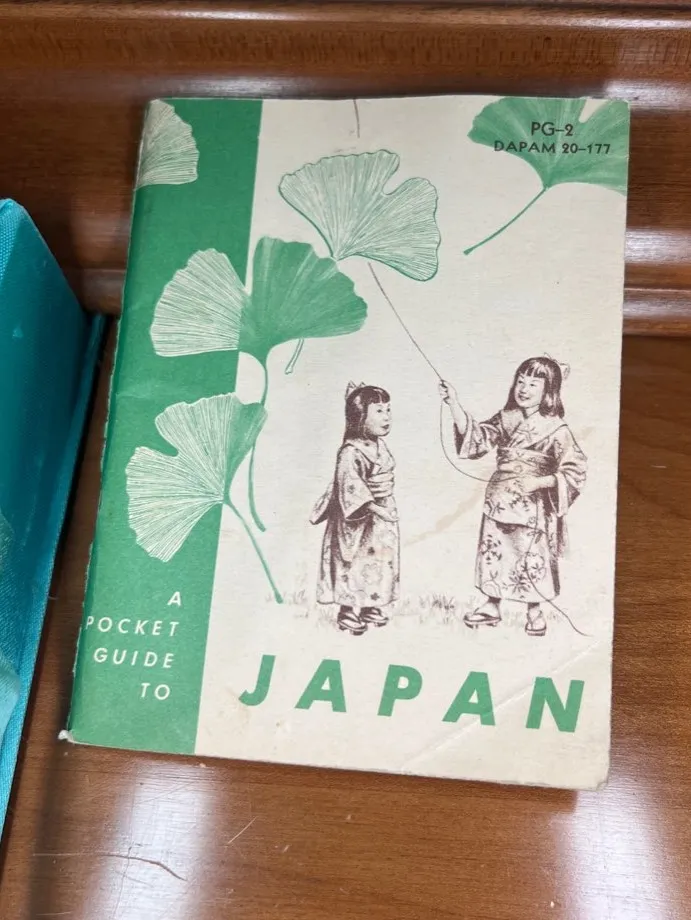 PG-2
DAPAM 20-177
A
POCKET
GUIDE
TO
JAPAN